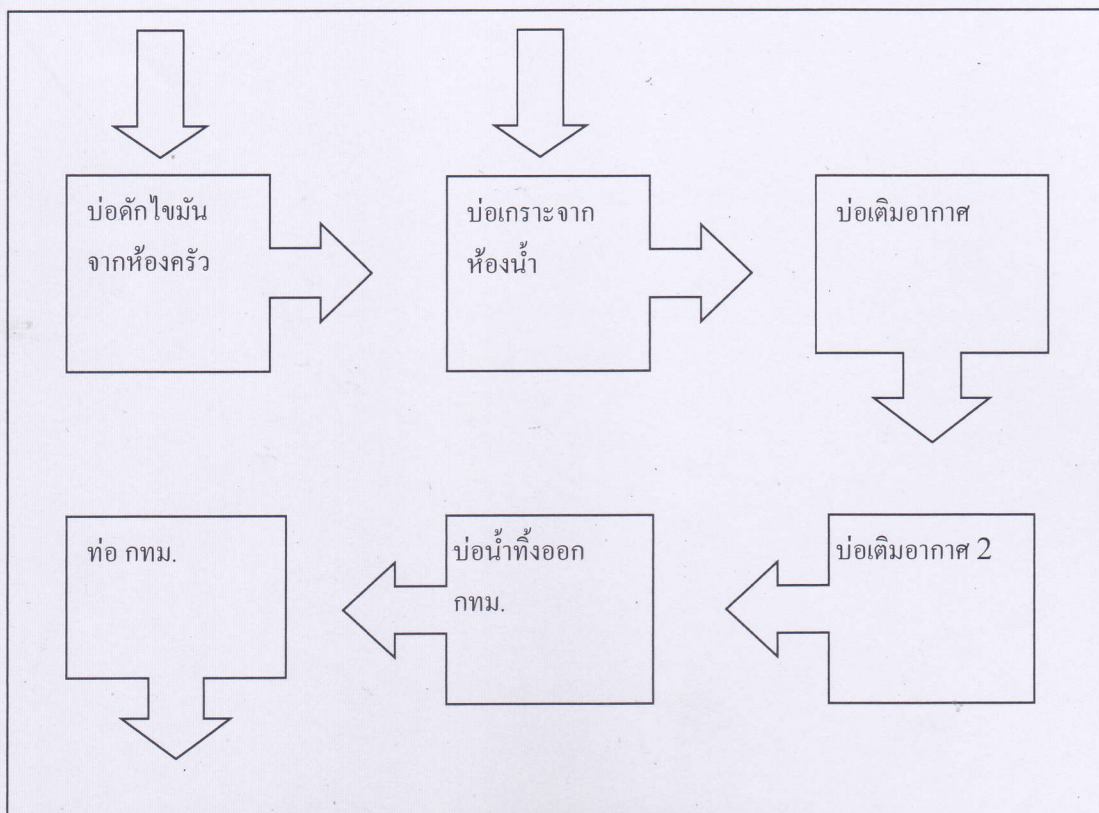 บ่อดักไขมัน
จากห้องครัว
บ่อเกราะจาก
ห้องน้ำ
บ่อเติมอากาศ
บ่อเติมอากาศ 2
บ่อน้ำทิ้งออก
กทม.
ท่อ กทม.